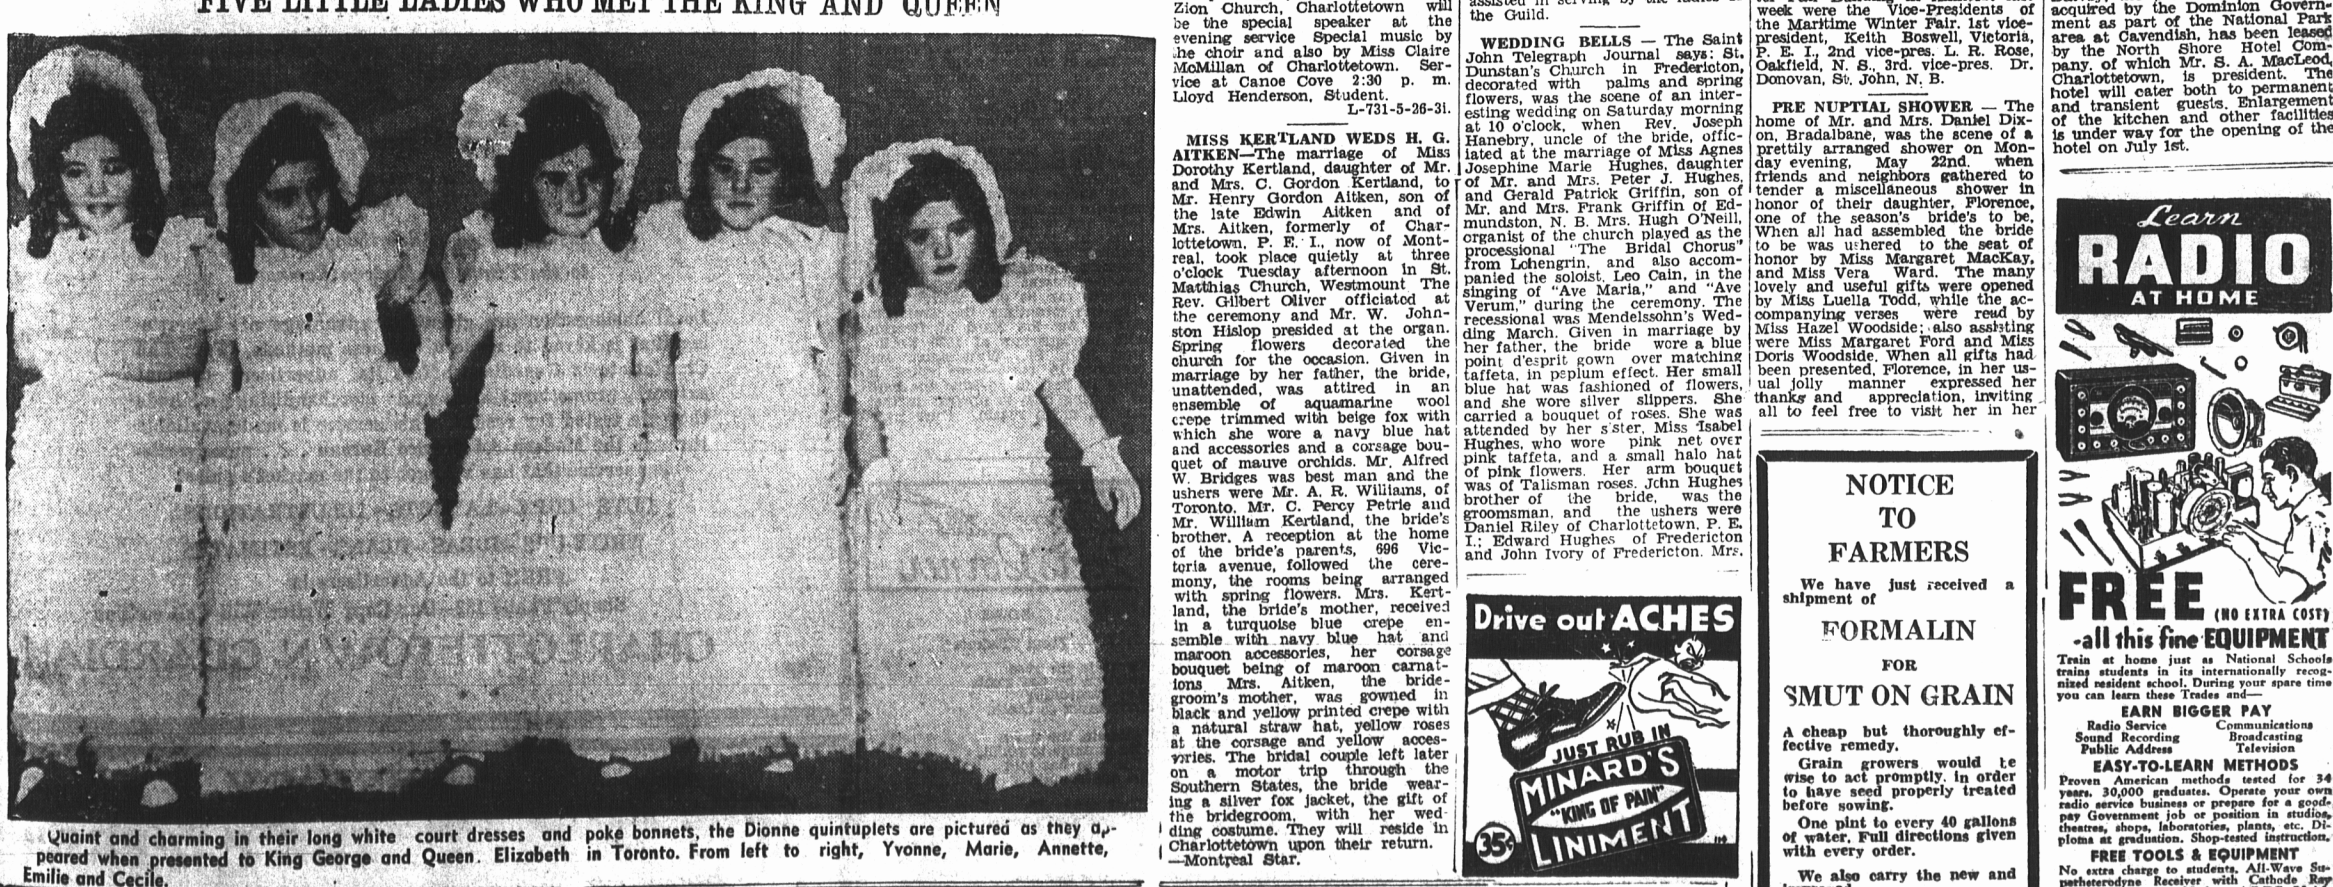 FIVE LITTLE LADIES WHO MET THE KING AND QUEEN
Quaint and charming in their long white court dresses and poke bonnets, the Dionne quintuplets are pictured as they ap-
peared when presented to King George and Queen. Elizabeth in Toronto. From left to right, Yvonne, Marie, Annette,
Emilie and Cecile.
Zion Church, Charlottetown will
be the special speaker at the
evening service Special music by
the choir and also by Miss Claire
McMillan of Charlottetown. Ser-
vice at Canoe Cove 2:30 p. m.
Lloyd Henderson, Student.
L-731-5-26-3i.
MISS KERTLAND WEDS H. G.
AITKEN—The marriage of Miss
Dorothy Kertland, daughter of Mr.
and Mrs. C. Gordon Kertland, to
Mr. Henry Gordon Aitken, son of
the late Edwin Aitken and of
Mrs. Aitken, formerly of Char-
lottetown, P. E. I., now of Mont-
real, took place quietly at three
o'clock Tuesday afternoon in St.
Matthias Church, Westmount The
Rev. Gilbert Oliver officiated at
the ceremony and Mr. W. John-
ston Hislop presided at the organ.
Spring flowers decorated the
church for the occasion. Given in
marriage by her father, the bride,
unattended, was attired in an
ensemble of aquamarine wool
crepe trimmed with beige fox with
which she wore a navy blue hat
and accessories and a corsage bou-
quet of mauve orchids. Mr. Alfred
W. Bridges was best man and the
ushers were Mr. A. R. Williams, of
Toronto, Mr. C. Percy Petrie and
Mr. William Kertland, the bride's
brother. A reception at the home
of the bride's parents, 696 Vic-
toria avenue, followed the cere-
mony, the rooms being arranged
with spring flowers. Mrs. Kert-
land, the bride's mother, received
in a turquoise blue crepe en-
semble with navy blue hat and
maroon accessories, her corsage
bouquet being of maroon carnat-
ions Mrs. Aitken, the bride-
groom's mother, was gowned in
black and yellow printed crepe with
a natural straw hat, yellow roses
at the corsage and yellow acces-
sories. The bridal couple left later
on a motor trip through the
Southern States, the bride wear-
ing a silver fox jacket, the gift of
the bridegroom, with her wed-
ding costume. They will reside in
Charlottetown upon their return.
—Montreal Star.
the Guild.
WEDDING BELLS — The Saint
John Telegraph Journal says: St.
Dunstan's Church in Fredericton,
decorated with palms and spring
flowers, was the scene of an inter-
esting wedding on Saturday morning
at 10 o'clock, when Rev. Joseph
Hanebry, uncle of the bride, offic-
iated at the marriage of Miss Agnes
Josephine Marie Hughes, daughter
of Mr. and Mrs. Peter J. Hughes,
and Gerald Patrick Griffin, son of
Mr. and Mrs. Frank Griffin of Ed-
mundston, N. B. Mrs. Hugh O'Neill,
organist of the church played as the
processional "The Bridal Chorus"
from Lohengrin, and also accom-
panied the soloist, Leo Cain, in the
singing of "Ave Maria," and "Ave
Verum," during the ceremony. The
recessional was Mendelssohn's Wed-
ding March. Given in marriage by
her father, the bride wore a blue
point d'esprit gown over matching
taffeta, in peplum effect. Her small
blue hat was fashioned of flowers,
and she wore silver slippers. She
carried a bouquet of roses. She was
attended by her sister, Miss Isabel
Hughes, who wore pink net over
pink taffeta, and a small halo hat
of pink flowers. Her arm bouquet
was of Talisman roses. John Hughes
brother of the bride, was the
groomsman, and the ushers were
Daniel Riley of Charlottetown, P. E.
I.; Edward Hughes of Fredericton
and John Ivory of Fredericton. Mrs.
Drive out ACHES
JUST RUB IN
MINARD'S
"KING OF PAIN"
LINIMENT
35¢
week were the Vice-Presidents of
the Maritime Winter Fair. 1st vice-
president, Keith Boswell, Victoria,
P. E. I., 2nd vice-pres. L. R. Rose,
Oakfield, N. S., 3rd. vice-pres. Dr.
Donovan, St. John, N. B.
PRE NUPTIAL SHOWER — The
home of Mr. and Mrs. Daniel Dix-
on, Bradalbane, was the scene of a
prettily arranged shower on Mon-
day evening, May 22nd. when
friends and neighbors gathered to
tender a miscellaneous shower in
honor of their daughter, Florence,
one of the season's bride's to be.
When all had assembled the bride
to be was ushered to the seat of
honor by Miss Margaret MacKay,
and Miss Vera Ward. The many
lovely and useful gifts were opened
by Miss Luella Todd, while the ac-
companying verses were read by
Miss Hazel Woodside; also assisting
were Miss Margaret Ford and Miss
Doris Woodside. When all gifts had
been presented, Florence, in her us-
ual jolly manner expressed her
thanks and appreciation, inviting
all to feel free to visit her in her
NOTICE
TO
FARMERS
We have just received a
shipment of
FORMALIN
FOR
SMUT ON GRAIN
A cheap but thoroughly ef-
fective remedy.
Grain growers would be
wise to act promptly. in order
to have seed properly treated
before sowing.
One pint to every 40 gallons
of water. Full directions given
with every order.
We also carry the new and
acquired by the Dominion Govern-
ment as part of the National Park
area at Cavendish, has been leased
by the North Shore Hotel Com-
pany, of which Mr. S. A. MacLeod,
Charlottetown, is president. The
hotel will cater both to permanent
and transient guests. Enlargement
of the kitchen and other facilities
is under way for the opening of the
hotel on July 1st.
Learn
RADIO
AT HOME
FREE (NO EXTRA COST)
-all this fine EQUIPMENT
Train at home just as National Schools
trains students in its internationally recog-
nized resident school. During your spare time
you can learn these Trades and—
EARN BIGGER PAY
Radio Service Communications
Sound Recording Broadcasting
Public Address Television
EASY-TO-LEARN METHODS
Proven American methods tested for 34
years. 30,000 graduates. Operate your own
radio service business or prepare for a good-
pay Government job or position in studios,
theatres, shops, laboratories, plants, etc. Di-
ploma at graduation. Shop-tested instruction.
FREE TOOLS & EQUIPMENT
No extra charge to students. All-Wave Su-
perheterodyne Receiver with Cathode Ray